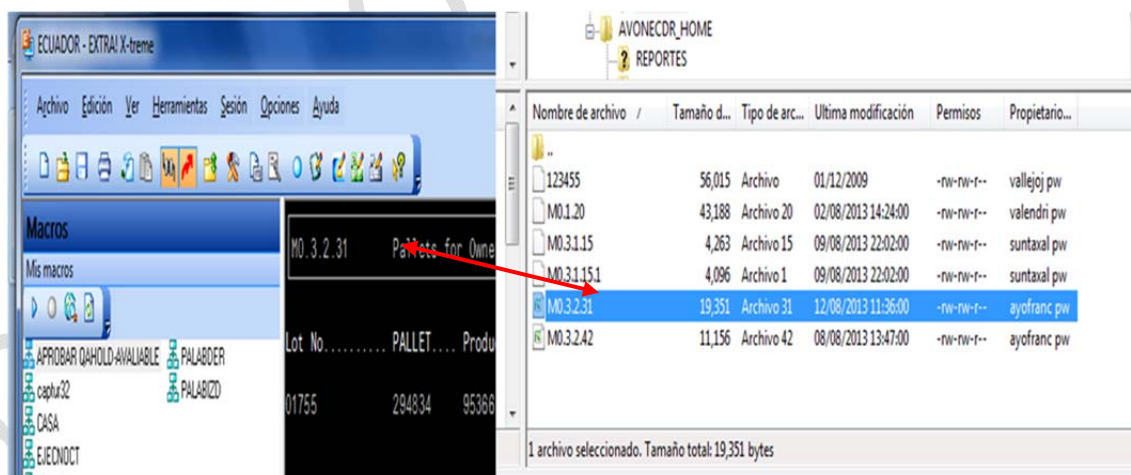 ECUADOR - EXTRA! X-treme
Archivo Edición Ver Herramientas Sesión Opciones Ayuda
Macros
Mis macros
APROBAR QAHOLD-AVALIABLE PALABDER
captur32 PALABIZD
CASA
EJECNOCT
M0.3.2.31 Pallets for Owne
Lot No.......... PALLET.... Produ
01755 294834 95366
AVONECDR_HOME
REPORTES
Nombre de archivo / Tamaño d... Tipo de arc... Ultima modificación Permisos Propietario...
..
123455 56,015 Archivo 01/12/2009 -rw-rw-r-- vallejoj pw
M0.1.20 43,188 Archivo 20 02/08/2013 14:24:00 -rw-rw-r-- valendri pw
M0.3.1.15 4,263 Archivo 15 09/08/2013 22:02:00 -rw-rw-r-- suntaxal pw
M0.3.1.15.1 4,096 Archivo 1 09/08/2013 22:02:00 -rw-rw-r-- suntaxal pw
M0.3.2.31 19,351 Archivo 31 12/08/2013 11:36:00 -rw-rw-r-- ayofranc pw
M0.3.2.42 11,156 Archivo 42 08/08/2013 13:47:00 -rw-rw-r-- ayofranc pw
1 archivo seleccionado. Tamaño total: 19,351 bytes